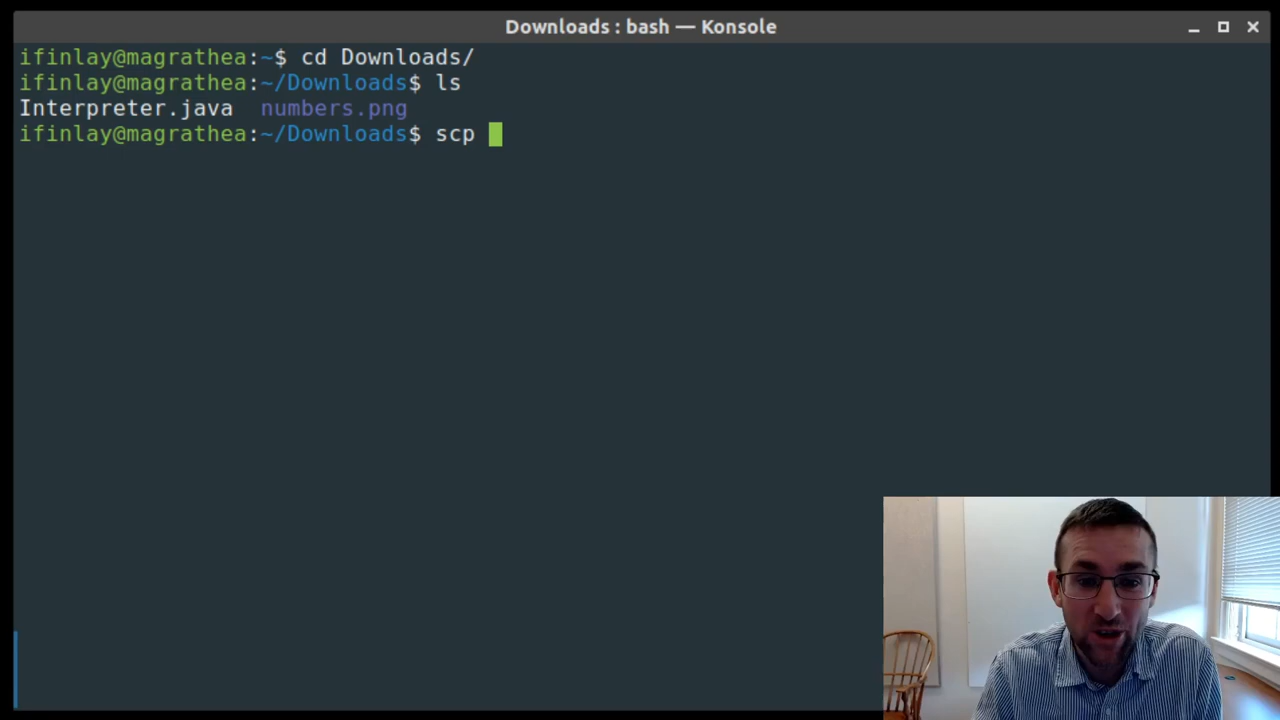 Downloads : bash — Konsole
ifinlay@magrathea:~$ cd Downloads/
ifinlay@magrathea:~/Downloads$ ls
Interpreter.java  numbers.png
ifinlay@magrathea:~/Downloads$ scp